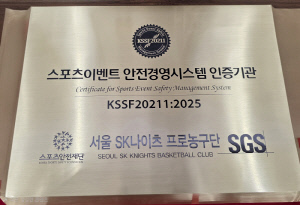 KSSF20211
스포츠이벤트 안전경영시스템 인증기관
Certificate for Sports Event Safety Management System
KSSF20211:2025
스포츠안전재단
서울 SK나이츠 프로농구단
SEOUL SK KNIGHTS BASKETBALL CLUB
SGS